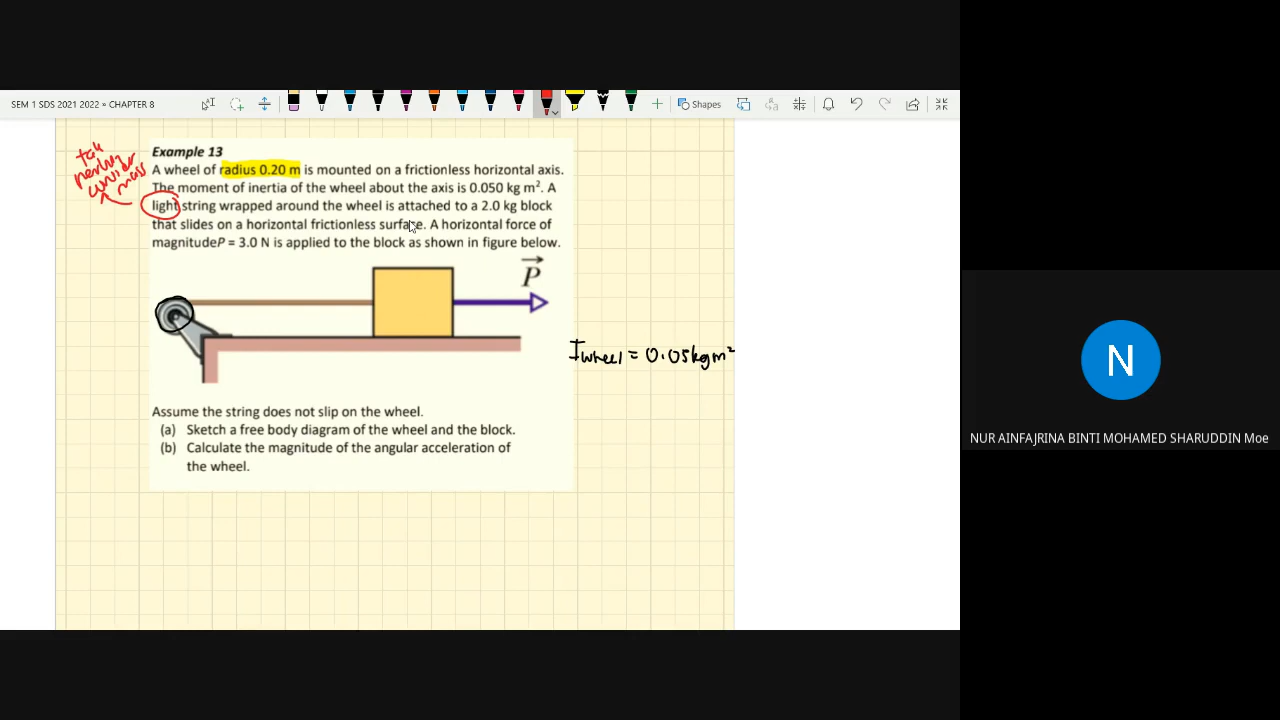 SEM 1 SDS 2021 2022 » CHAPTER 8
Shapes
Example 13
A wheel of radius 0.20 m is mounted on a frictionless horizontal axis.
The moment of inertia of the wheel about the axis is 0.050 kg m². A
light string wrapped around the wheel is attached to a 2.0 kg block
that slides on a horizontal frictionless surface. A horizontal force of
magnitudeP = 3.0 N is applied to the block as shown in figure below.
tak
perlu
consider
mass
P
I wheel = 0.05 kg m²
Assume the string does not slip on the wheel.
(a) Sketch a free body diagram of the wheel and the block.
(b) Calculate the magnitude of the angular acceleration of
the wheel.
N
NUR AINFAJRINA BINTI MOHAMED SHARUDDIN Moe